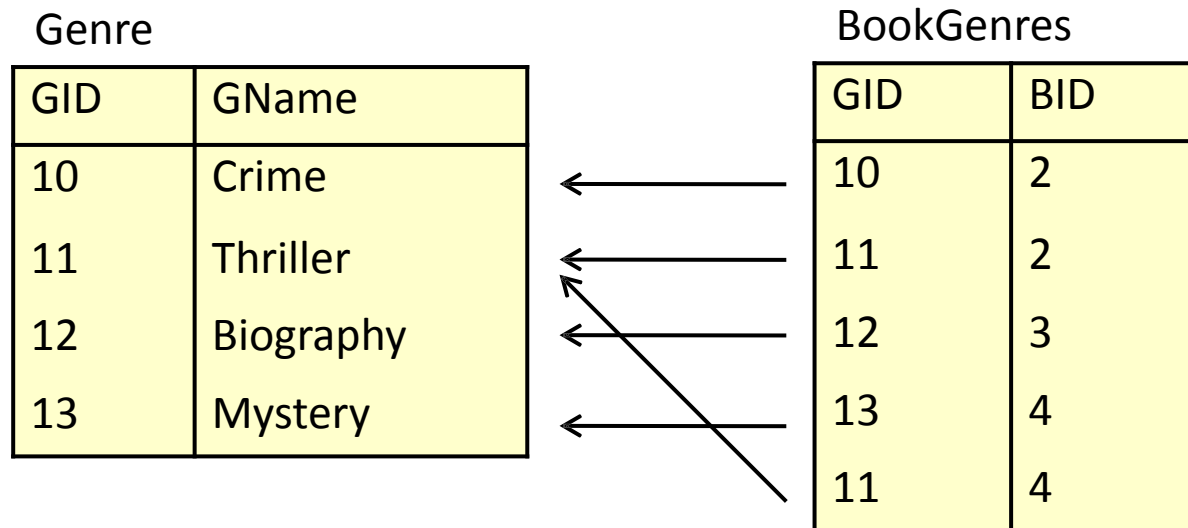 Genre
GID GName
10 Crime
11 Thriller
12 Biography
13 Mystery
BookGenres
GID BID
10 2
11 2
12 3
13 4
11 4